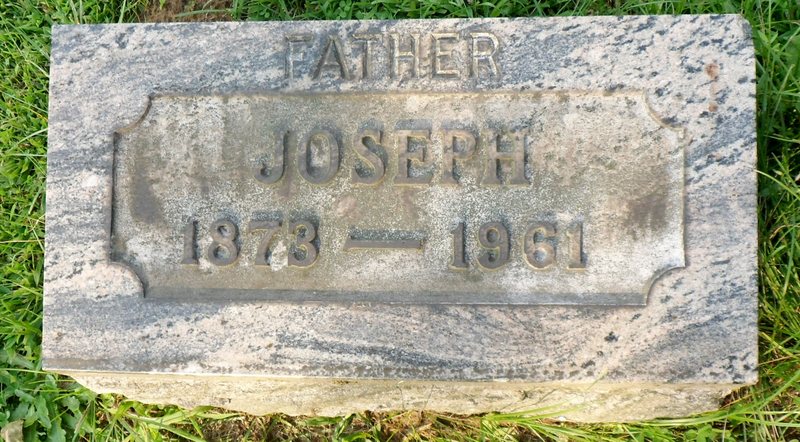 FATHER
JOSEPH
1873 — 1961